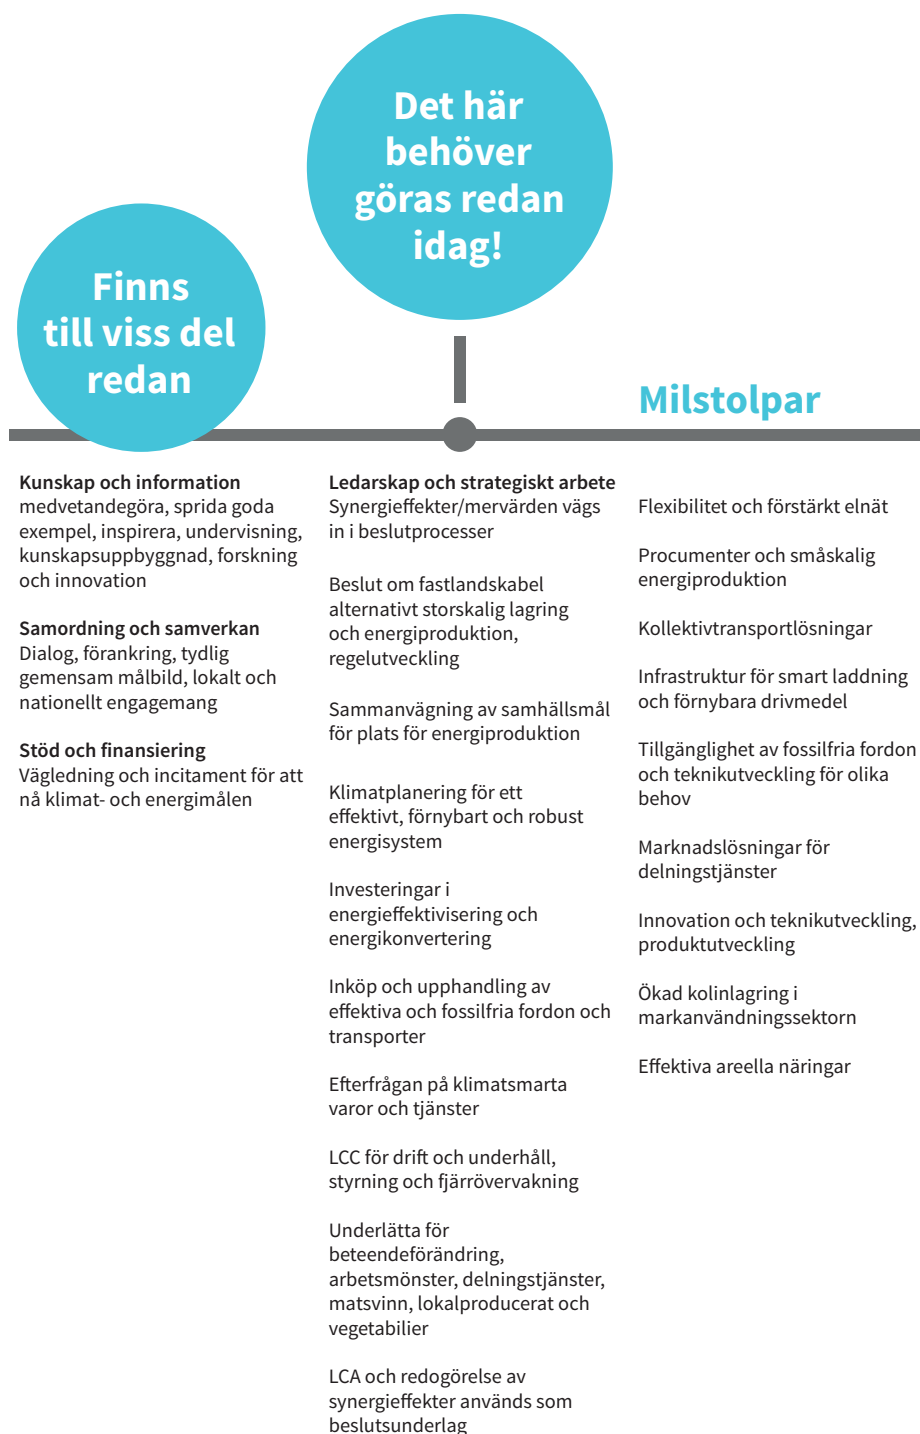 Det här
behöver
göras redan
idag!
Finns
till viss del
redan
Milstolpar
Kunskap och information
medvetandegöra, sprida goda
exempel, inspirera, undervisning,
kunskapsuppbyggnad, forskning
och innovation
Samordning och samverkan
Dialog, förankring, tydlig
gemensam målbild, lokalt och
nationellt engagemang
Stöd och finansiering
Vägledning och incitament för att
nå klimat- och energimålen
Ledarskap och strategiskt arbete
Synergieffekter/mervärden vägs
in i beslutprocesser
Beslut om fastlandskabel
alternativt storskalig lagring
och energiproduktion,
regelutveckling
Sammanvägning av samhällsmål
för plats för energiproduktion
Klimatplanering för ett
effektivt, förnybart och robust
energisystem
Investeringar i
energieffektivisering och
energikonvertering
Inköp och upphandling av
effektiva och fossilfria fordon och
transporter
Efterfrågan på klimatsmarta
varor och tjänster
LCC för drift och underhåll,
styrning och fjärrövervakning
Underlätta för
beteendeförändring,
arbetsmönster, delningstjänster,
matsvinn, lokalproducerat och
vegetabilier
LCA och redogörelse av
synergieffekter används som
beslutsunderlag
Flexibilitet och förstärkt elnät
Procumenter och småskalig
energiproduktion
Kollektivtransportlösningar
Infrastruktur för smart laddning
och förnybara drivmedel
Tillgänglighet av fossilfria fordon
och teknikutveckling för olika
behov
Marknadslösningar för
delningstjänster
Innovation och teknikutveckling,
produktutveckling
Ökad kolinlagring i
markanvändningssektorn
Effektiva areella näringar